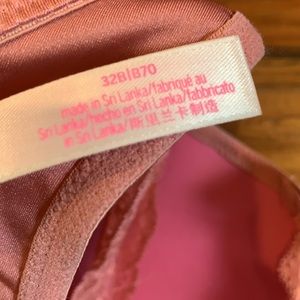 32B|B70
made in Sri Lanka/fabriqué au
Sri Lanka/hecho en Sri Lanka/fabbricato
in Sri Lanka/斯里兰卡制造